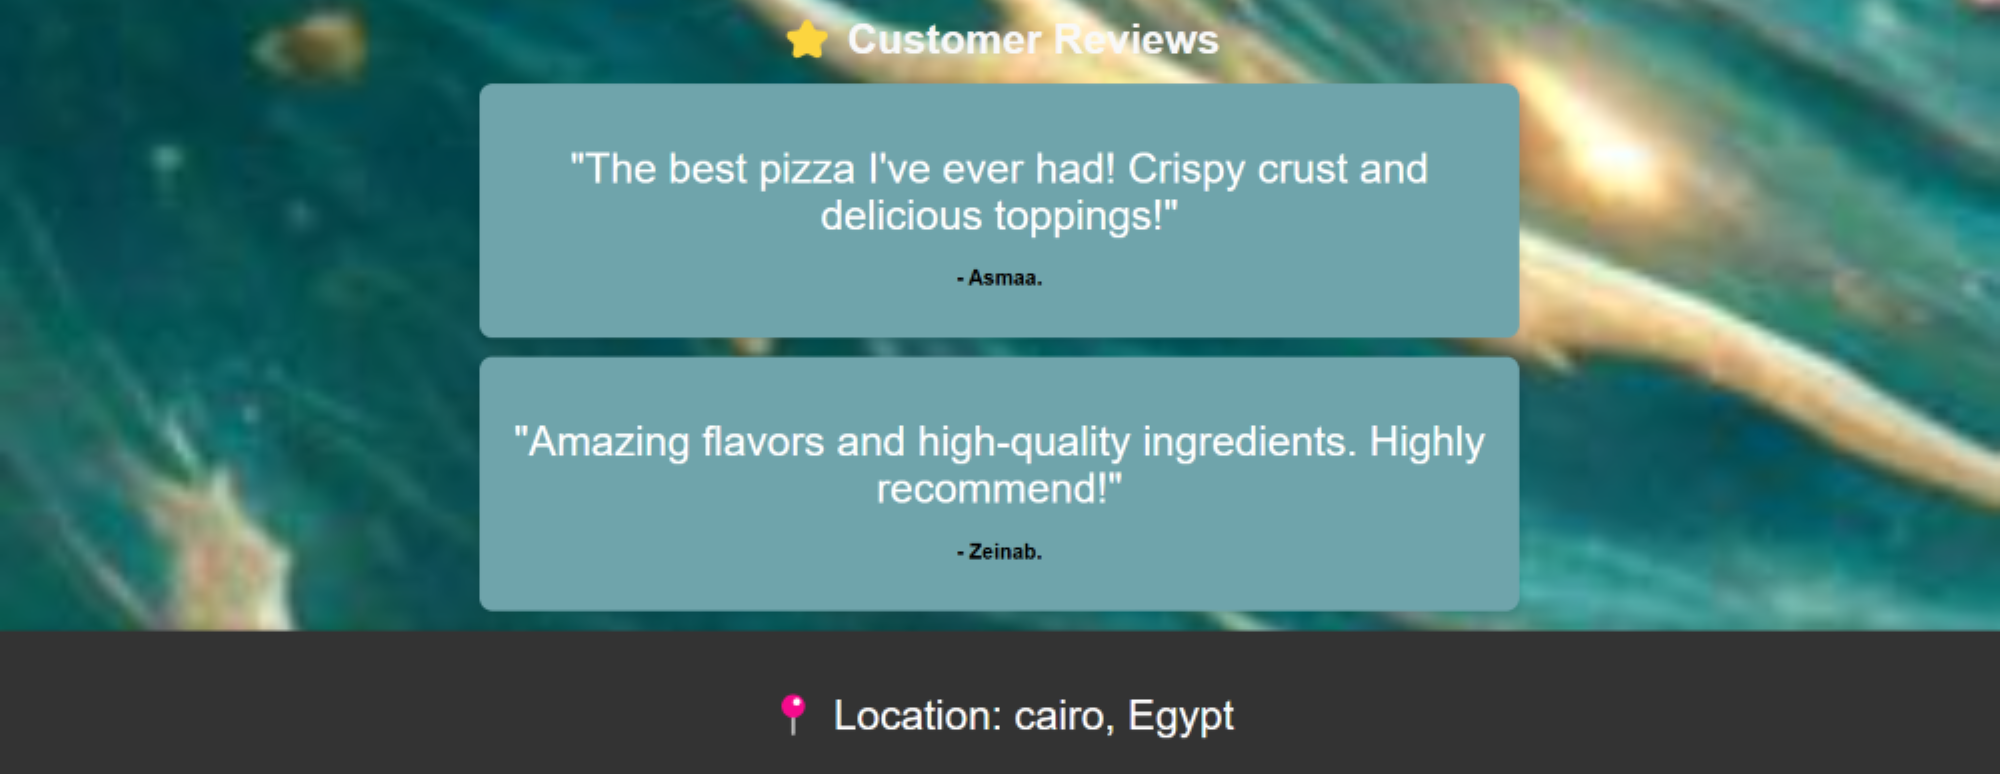 ⭐ Customer Reviews
"The best pizza I've ever had! Crispy crust and
delicious toppings!"
- Asmaa.
"Amazing flavors and high-quality ingredients. Highly
recommend!"
- Zeinab.
📍 Location: cairo, Egypt